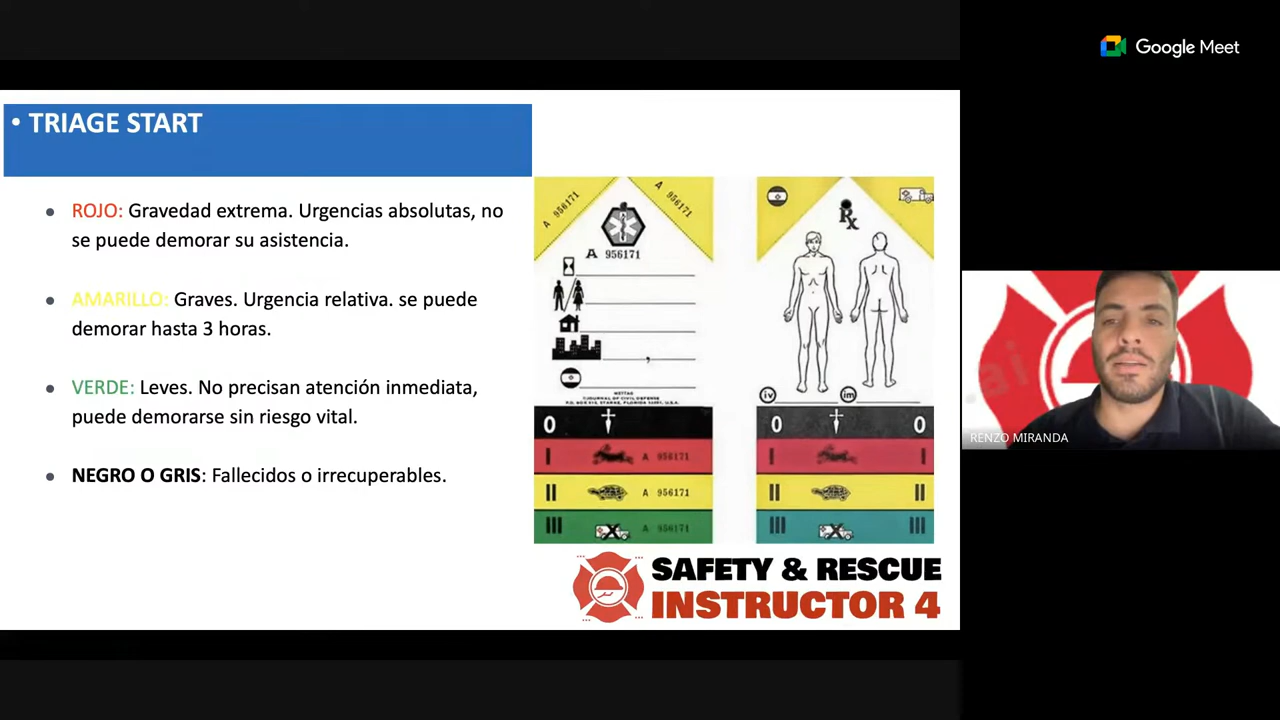 Google Meet
• TRIAGE START
• ROJO: Gravedad extrema. Urgencias absolutas, no
se puede demorar su asistencia.
• AMARILLO: Graves. Urgencia relativa. se puede
demorar hasta 3 horas.
• VERDE: Leves. No precisan atención inmediata,
puede demorarse sin riesgo vital.
• NEGRO O GRIS: Fallecidos o irrecuperables.
A 956171
A 956171
A 956171
0
I A 956171
II A 956171
III A 956171
Rx
iv im
0 0
I I
II II
III III
SAFETY & RESCUE
INSTRUCTOR 4
RENZO MIRANDA